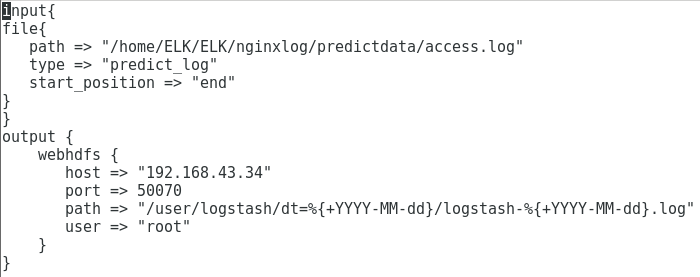 input{
file{
   path => "/home/ELK/ELK/nginxlog/predictdata/access.log"
   type => "predict_log"
   start_position => "end"
}
}
output {
    webhdfs {
       host => "192.168.43.34"
       port => 50070
       path => "/user/logstash/dt=%{+YYYY-MM-dd}/logstash-%{+YYYY-MM-dd}.log"
       user => "root"
    }
}